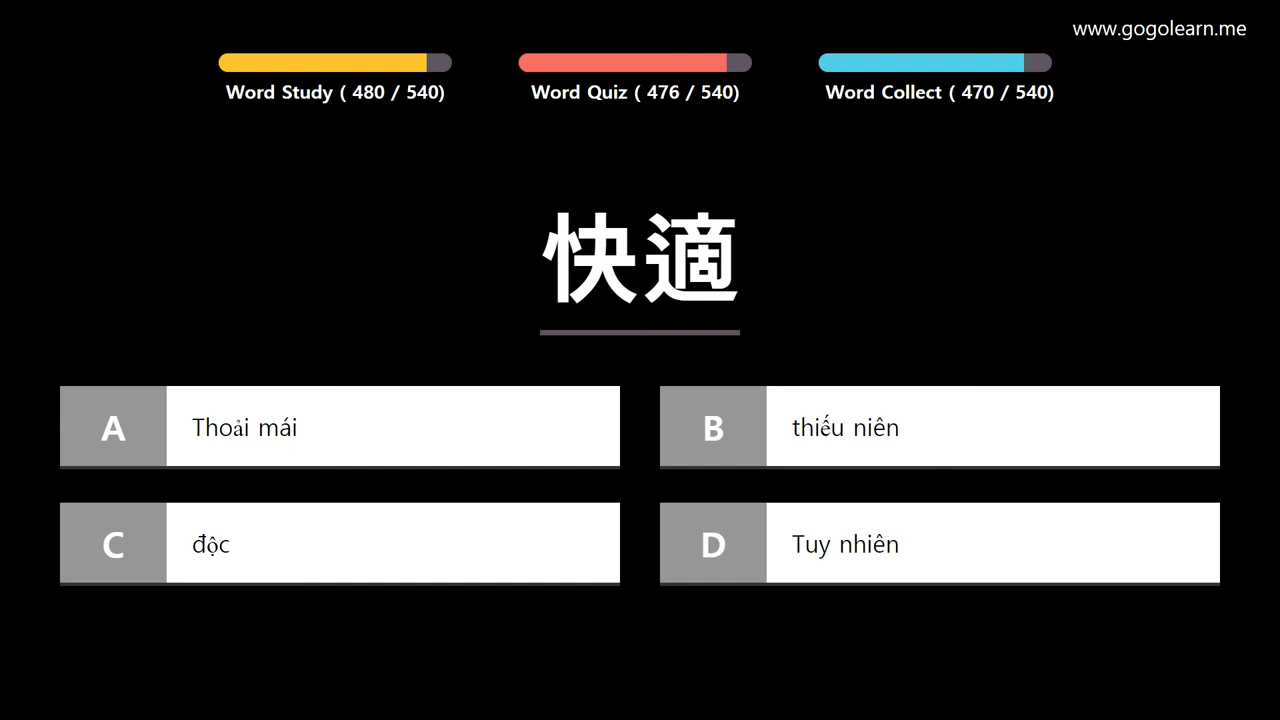 www.gogolearn.me
Word Study ( 480 / 540)
Word Quiz ( 476 / 540)
Word Collect ( 470 / 540)
快適
A Thoải mái
B thiếu niên
C độc
D Tuy nhiên